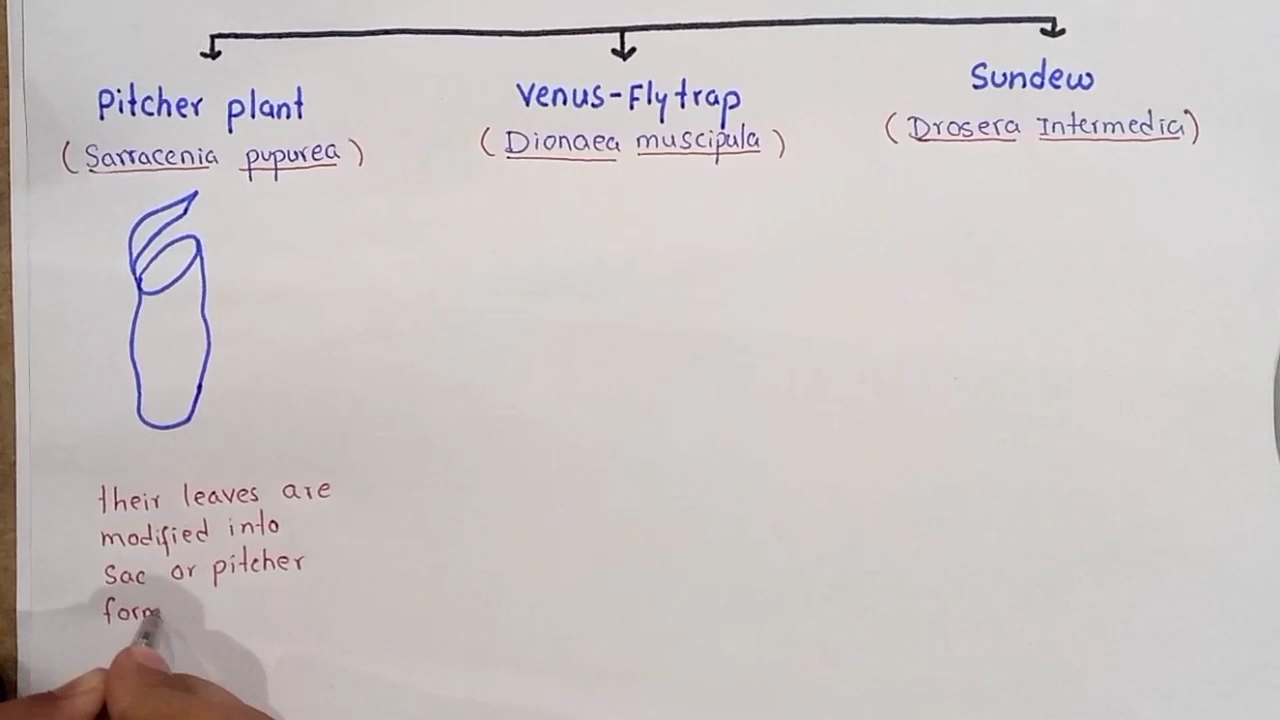 Pitcher plant
(Sarracenia pupurea)
Venus-Flytrap
(Dionaea muscipula)
Sundew
(Drosera Intermedia)
their leaves are
modified into
sac or pitcher
form